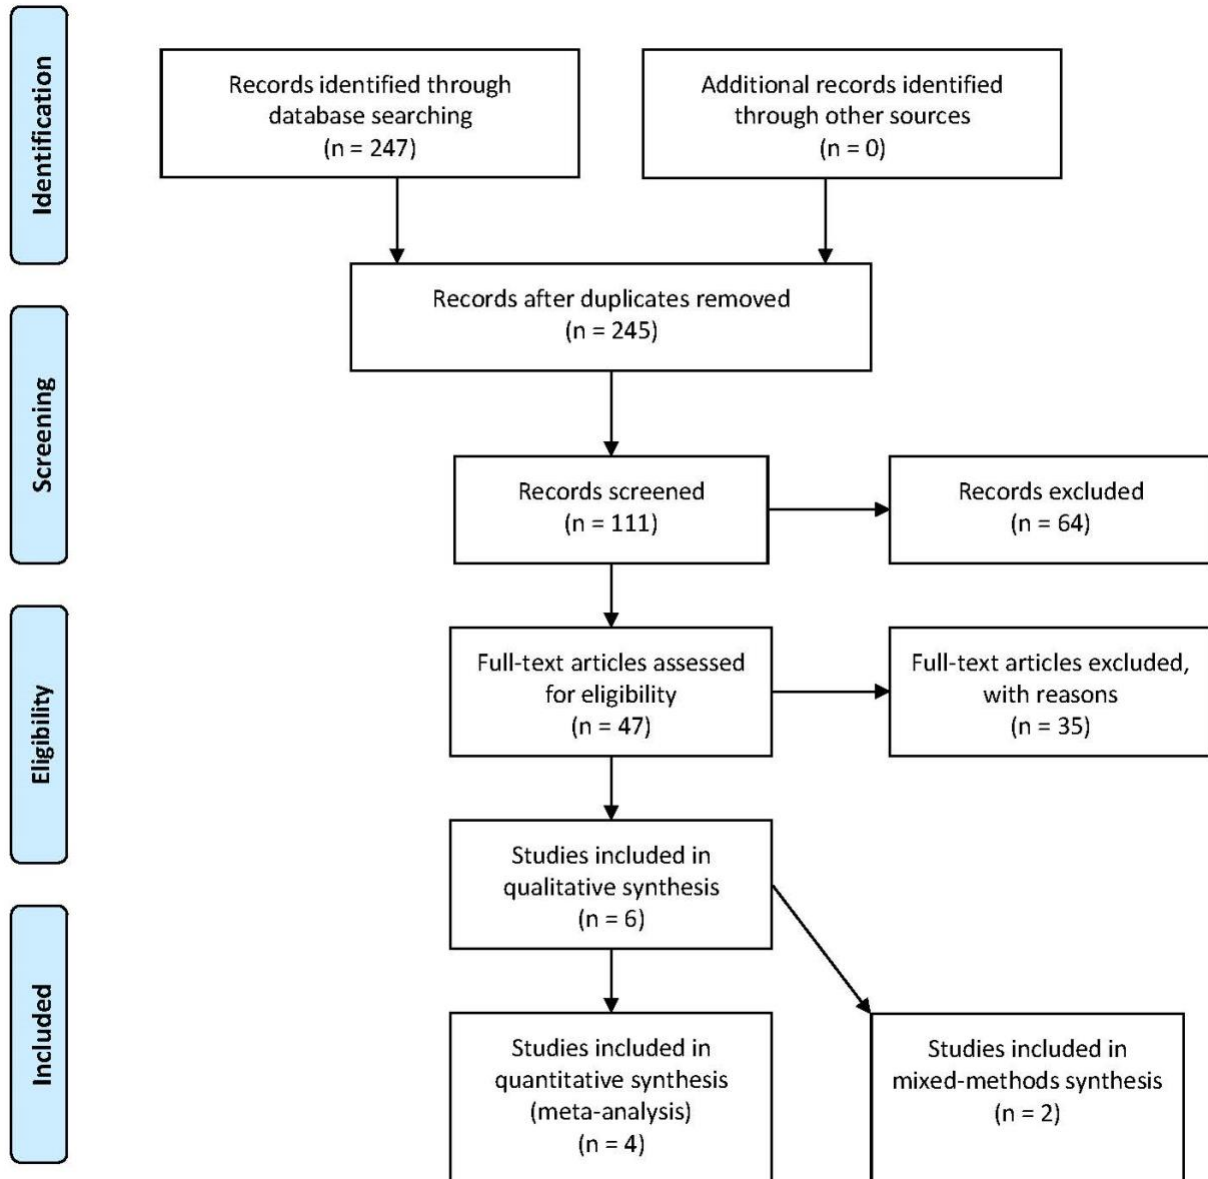 Identification
Records identified through
database searching
(n = 247)
Additional records identified
through other sources
(n = 0)
Records after duplicates removed
(n = 245)
Screening
Records screened
(n = 111)
Records excluded
(n = 64)
Eligibility
Full-text articles assessed
for eligibility
(n = 47)
Full-text articles excluded,
with reasons
(n = 35)
Studies included in
qualitative synthesis
(n = 6)
Included
Studies included in
quantitative synthesis
(meta-analysis)
(n = 4)
Studies included in
mixed-methods synthesis
(n = 2)